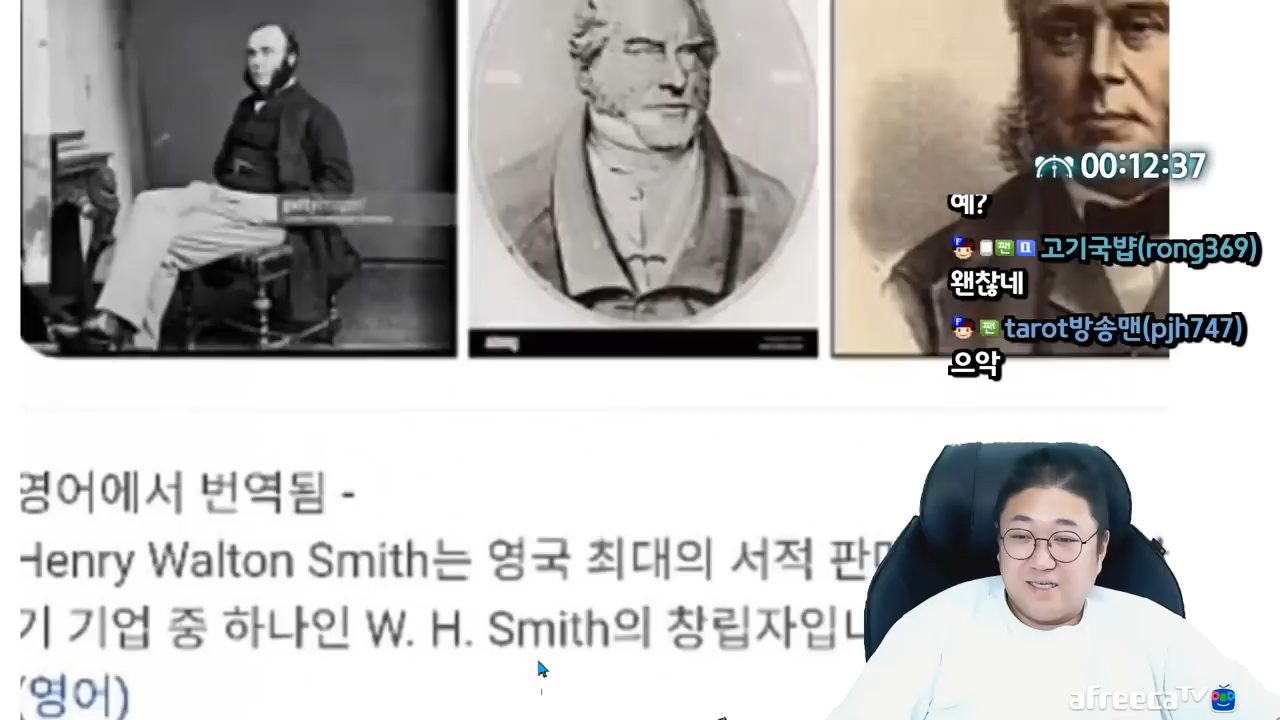 gettyimages
00:12:37
예?
고기국뱝(rong369)
왠찮네
tarot방송맨(pjh747)
으악
영어에서 번역됨 -
Henry Walton Smith는 영국 최대의 서적 판
기 기업 중 하나인 W. H. Smith의 창립자입니
(영어)
afreecaTV